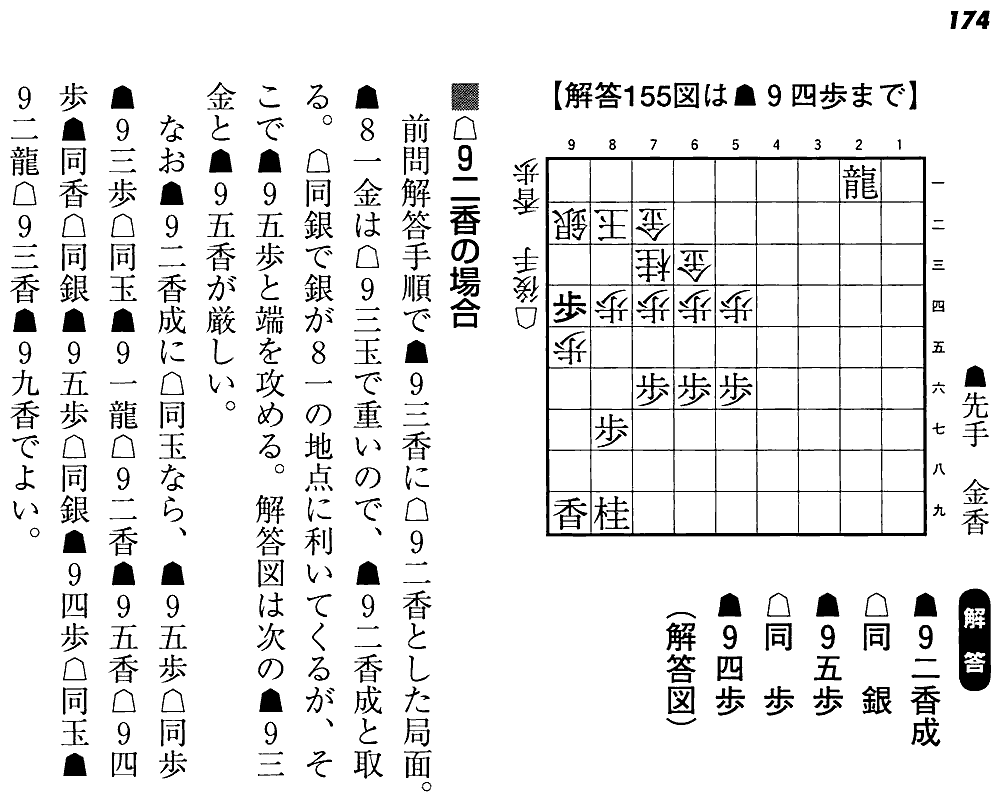 174
【解答155図は☗9四歩まで】
9 8 7 6 5 4 3 2 1
龍 一
銀 王 金 二
桂 金 三
歩 歩 歩 歩 歩 四
歩 五
歩 歩 歩 六
歩 七
八
香 桂 九
☖後手 香歩
☗先手 金香
解答
☗9二香成
☖同 銀
☗9五歩
☖同 歩
☗9四歩
(解答図)
■☖9二香の場合
前問解答手順で☗9三香に☖9二香とした局面。
☗8一金は☖9三玉で重いので、☗9二香成と取
る。☖同銀で銀が8一の地点に利いてくるが、そ
こで☗9五歩と端を攻める。解答図は次の☗9三
金と☗9五香が厳しい。
なお☗9二香成に☖同玉なら、☗9五歩☖同歩
☗9三歩☖同玉☗9一龍☖9二香☗9五香☖9四
歩☗同香☖同銀☗9五歩☖同銀☗9四歩☖同玉☗
9二龍☖9三香☗9九香でよい。